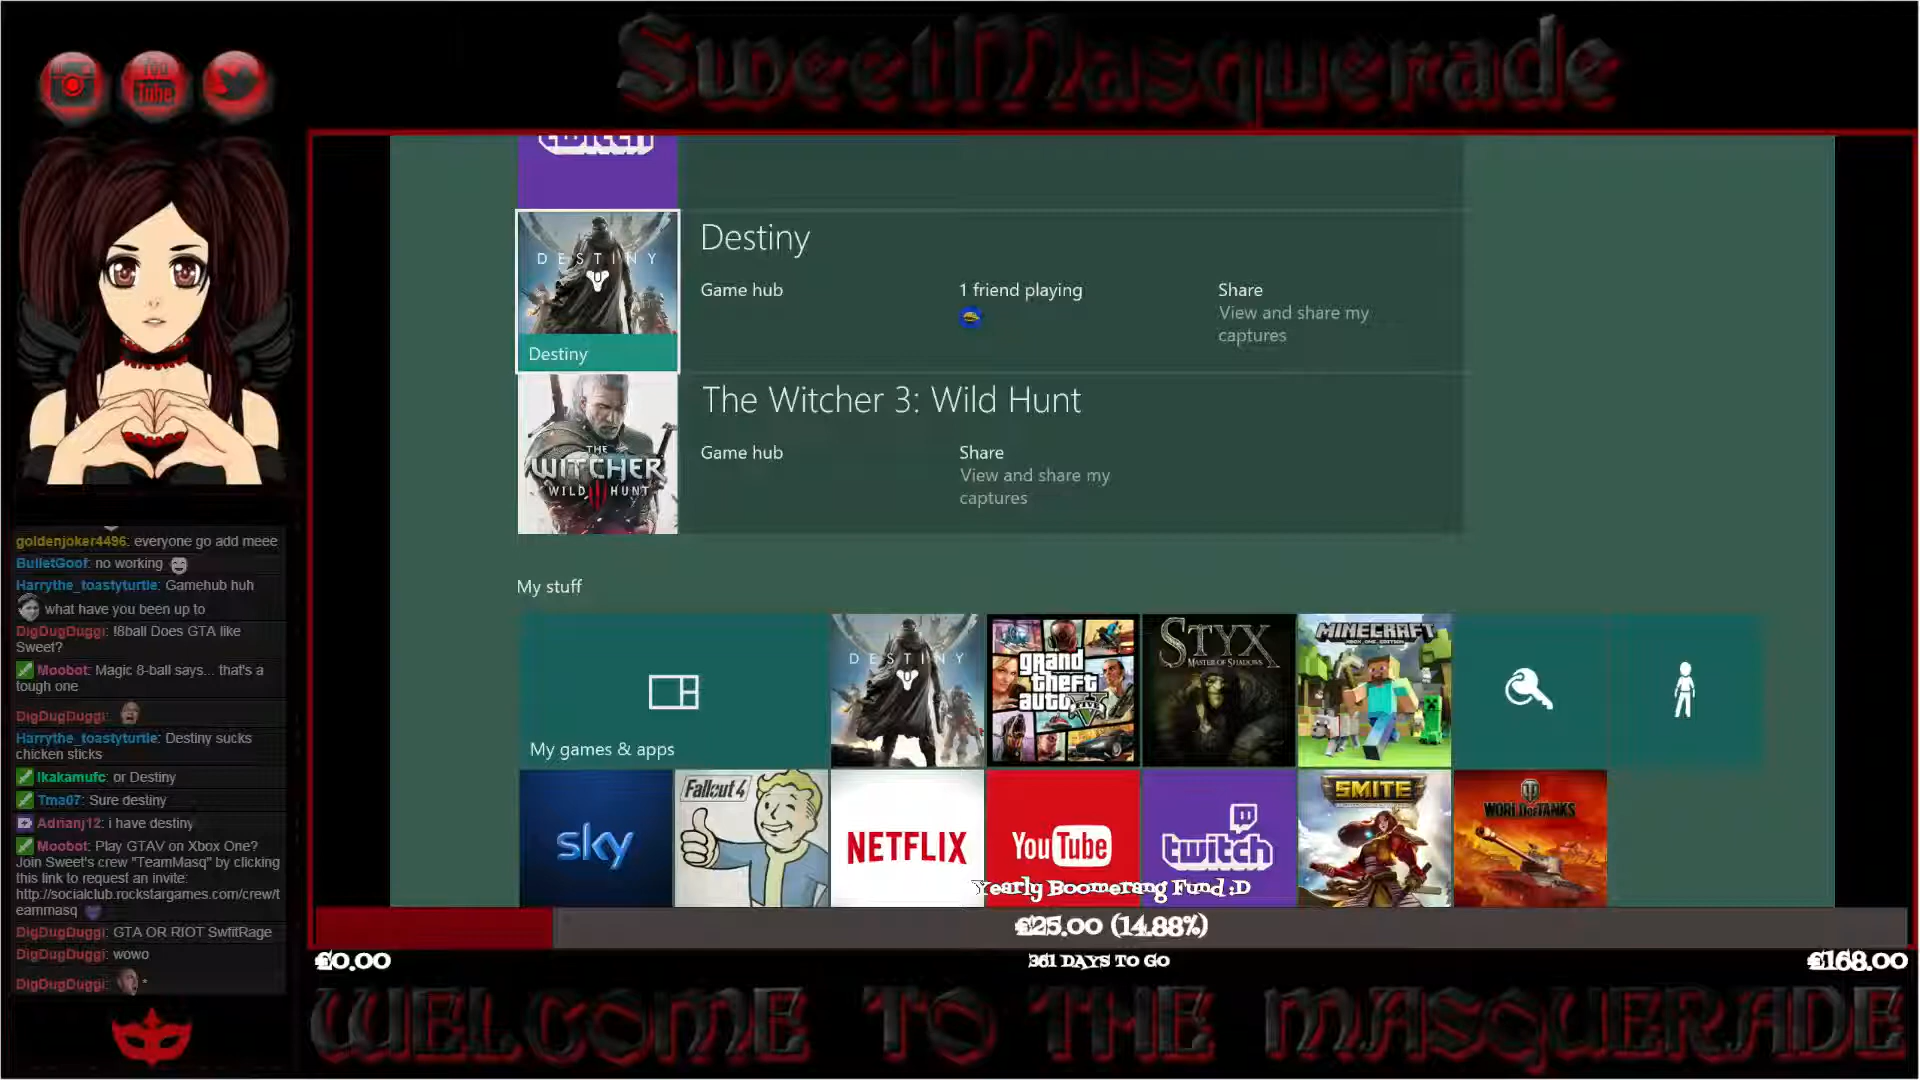 SweetMasquerade
You
Tube
twitch
DESTINY
Destiny
Destiny
Game hub
1 friend playing
Share
View and share my
captures
THE
WITCHER
WILD HUNT
The Witcher 3: Wild Hunt
Game hub
Share
View and share my
captures
My stuff
My games & apps
DESTINY
grand
theft
auto
FIVE
STYX
MASTER OF SHADOWS
MINECRAFT
XBOX ONE EDITION
sky
Fallout 4
NETFLIX
YouTube
twitch
SMITE
WORLD OF TANKS
Yearly Boomerang Fund ;D
£25.00 (14.88%)
£0.00
361 DAYS TO GO
£168.00
goldenjoker4496: everyone go add meee
BulletGoof: no working
Harrythe_toastyturtle: Gamehub huh
what have you been up to
DigDugDuggi: !8ball Does GTA like
Sweet?
Moobot: Magic 8-ball says... that's a
tough one
DigDugDuggi:
Harrythe_toastyturtle: Destiny sucks
chicken sticks
Ikakamufc: or Destiny
Tma07: Sure destiny
Adrianj12: i have destiny
Moobot: Play GTAV on Xbox One?
Join Sweet's crew "TeamMasq" by clicking
this link to request an invite:
http://socialclub.rockstargames.com/crew/t
eammasq
DigDugDuggi: GTA OR RIOT SwfitRage
DigDugDuggi: wowo
DigDugDuggi: *
WELCOME TO THE MASQUERADE